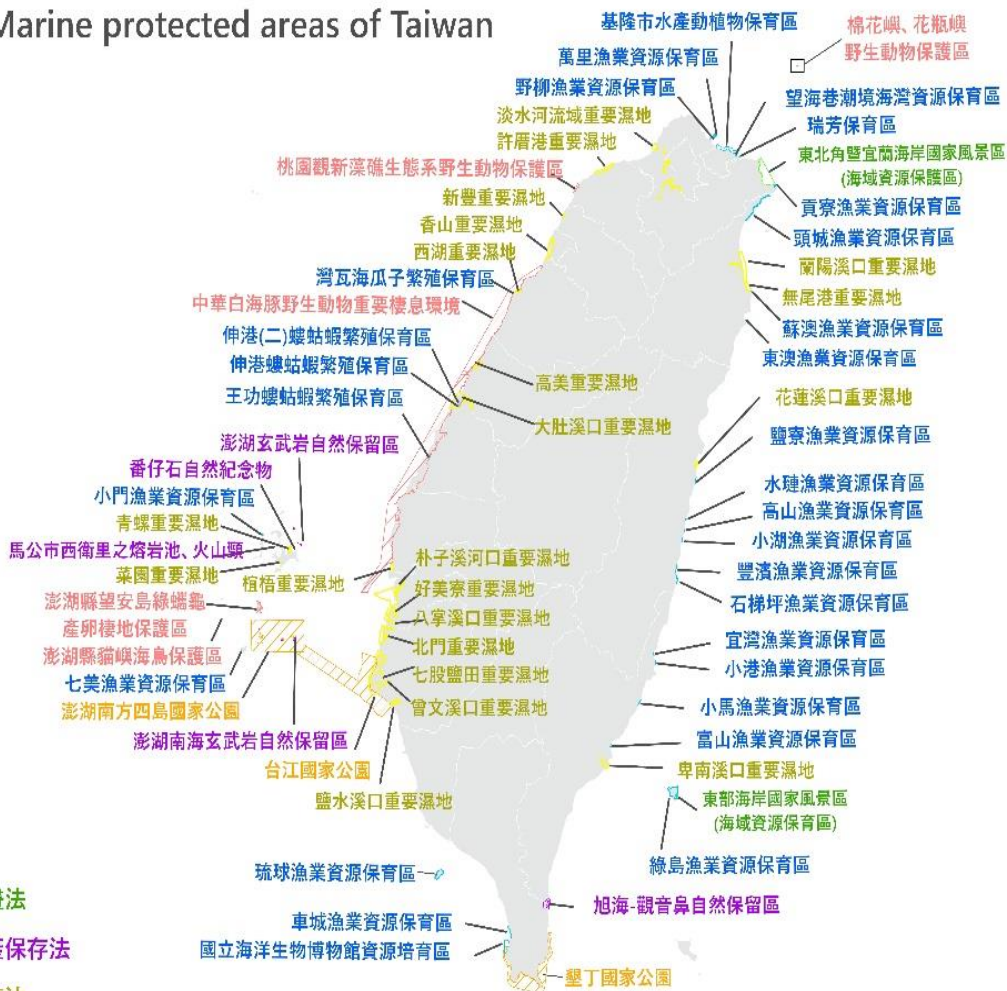 Marine protected areas of Taiwan
基隆市水產動植物保育區
萬里漁業資源保育區
野柳漁業資源保育區
棉花嶼、花瓶嶼
野生動物保護區
望海巷潮境海灣資源保育區
瑞芳保育區
東北角暨宜蘭海岸國家風景區
(海域資源保護區)
貢寮漁業資源保育區
頭城漁業資源保育區
蘭陽溪口重要濕地
無尾港重要濕地
蘇澳漁業資源保育區
東澳漁業資源保育區
花蓮溪口重要濕地
鹽寮漁業資源保育區
水璉漁業資源保育區
高山漁業資源保育區
小湖漁業資源保育區
豐濱漁業資源保育區
石梯坪漁業資源保育區
宜灣漁業資源保育區
小港漁業資源保育區
小馬漁業資源保育區
富山漁業資源保育區
卑南溪口重要濕地
東部海岸國家風景區
(海域資源保育區)
綠島漁業資源保育區
旭海-觀音鼻自然保留區
墾丁國家公園
淡水河流域重要濕地
許厝港重要濕地
桃園觀新藻礁生態系野生動物保護區
新豐重要濕地
香山重要濕地
西湖重要濕地
灣瓦海瓜子繁殖保育區
中華白海豚野生動物重要棲息環境
伸港(二)螻蛄蝦繁殖保育區
伸港螻蛄蝦繁殖保育區
王功螻蛄蝦繁殖保育區
高美重要濕地
大肚溪口重要濕地
澎湖玄武岩自然保留區
番仔石自然紀念物
小門漁業資源保育區
青螺重要濕地
馬公市西衛里之熔岩池、火山頸
菜園重要濕地
椬梧重要濕地
澎湖縣望安島綠蠵龜
產卵棲地保護區
澎湖縣貓嶼海鳥保護區
七美漁業資源保育區
澎湖南方四島國家公園
澎湖南海玄武岩自然保留區
台江國家公園
鹽水溪口重要濕地
朴子溪河口重要濕地
好美寮重要濕地
八掌溪口重要濕地
北門重要濕地
七股鹽田重要濕地
曾文溪口重要濕地
琉球漁業資源保育區
車城漁業資源保育區
國立海洋生物博物館資源培育區
法
保存法